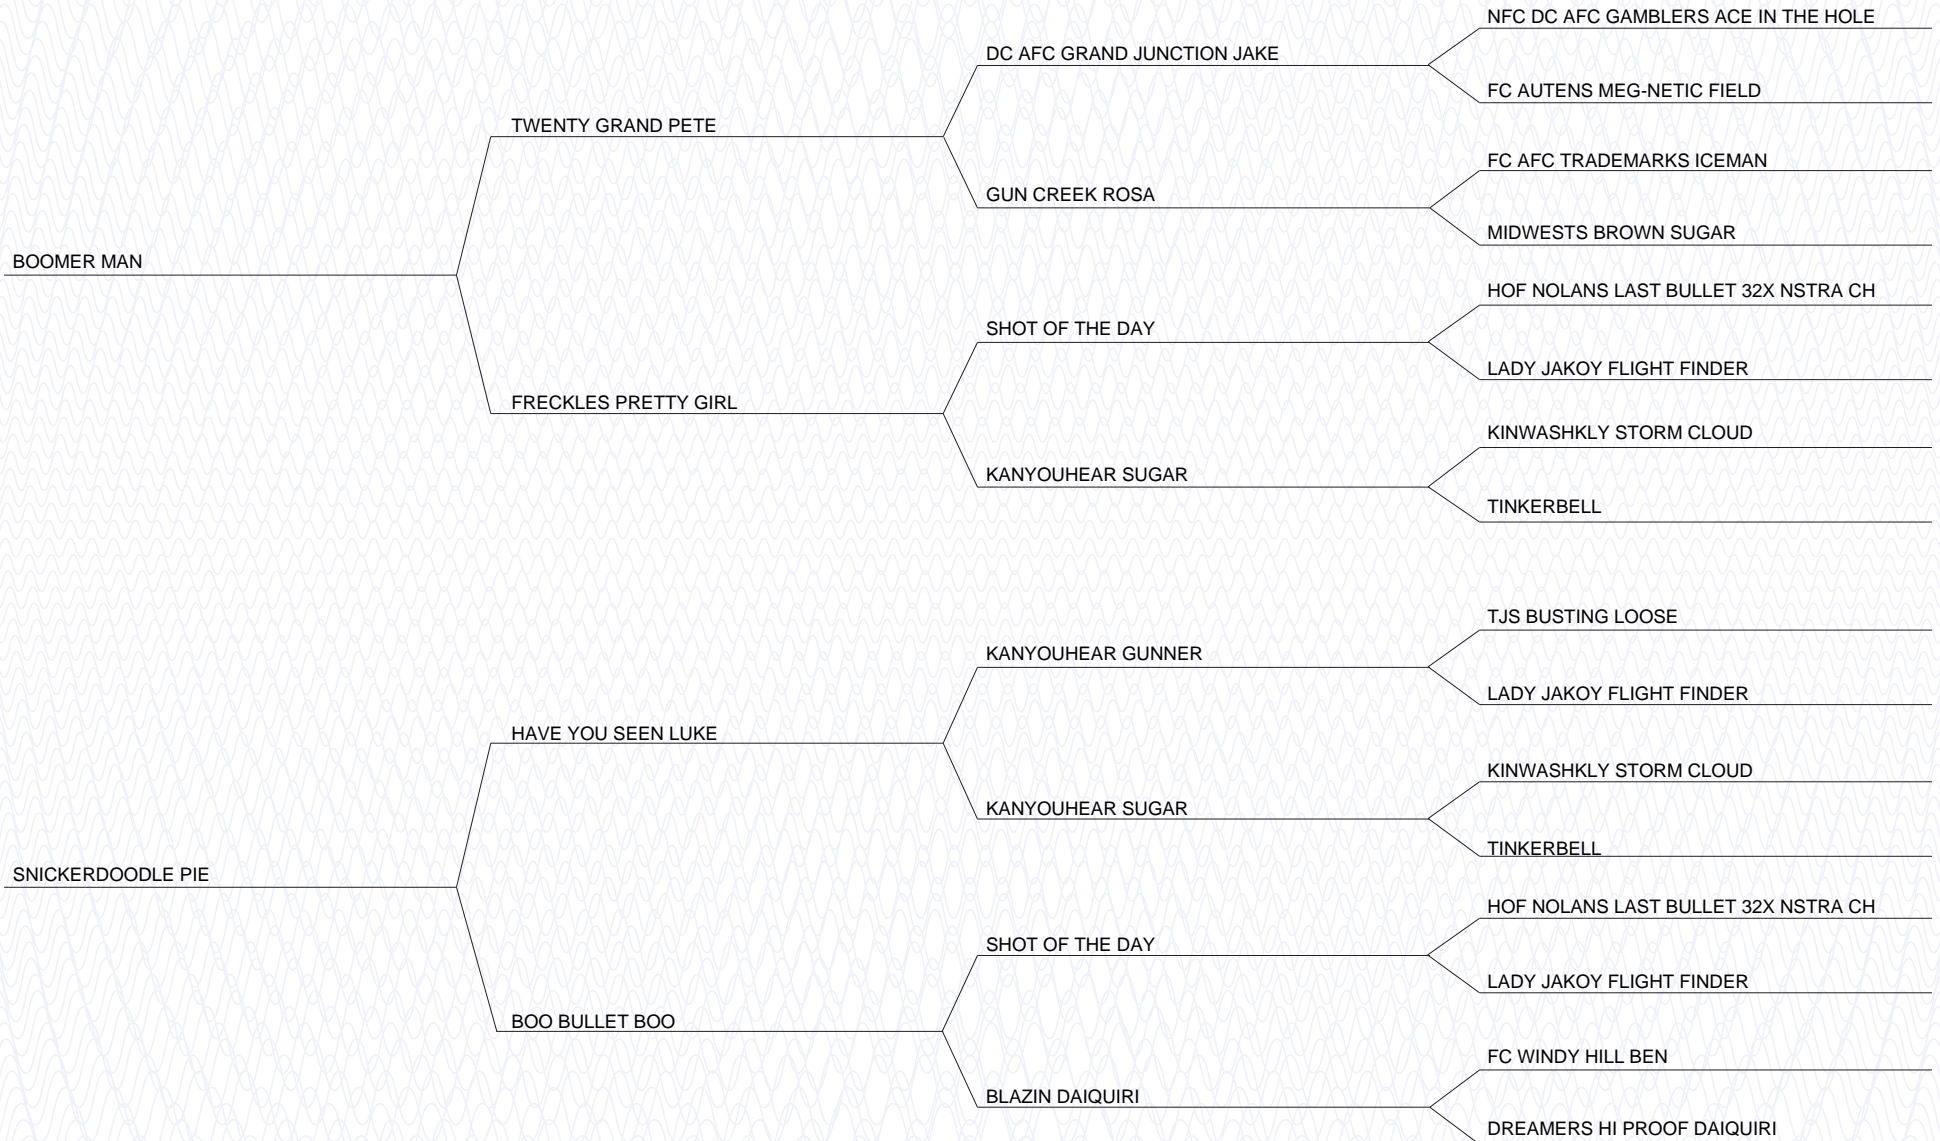 NFC DC AFC GAMBLERS ACE IN THE HOLE
DC AFC GRAND JUNCTION JAKE
FC AUTENS MEG-NETIC FIELD
TWENTY GRAND PETE
FC AFC TRADEMARKS ICEMAN
GUN CREEK ROSA
MIDWESTS BROWN SUGAR
BOOMER MAN
HOF NOLANS LAST BULLET 32X NSTRA CH
SHOT OF THE DAY
LADY JAKOY FLIGHT FINDER
FRECKLES PRETTY GIRL
KINWASHKLY STORM CLOUD
KANYOUHEAR SUGAR
TINKERBELL
TJS BUSTING LOOSE
KANYOUHEAR GUNNER
LADY JAKOY FLIGHT FINDER
HAVE YOU SEEN LUKE
KINWASHKLY STORM CLOUD
KANYOUHEAR SUGAR
TINKERBELL
SNICKERDOODLE PIE
HOF NOLANS LAST BULLET 32X NSTRA CH
SHOT OF THE DAY
LADY JAKOY FLIGHT FINDER
BOO BULLET BOO
FC WINDY HILL BEN
BLAZIN DAIQUIRI
DREAMERS HI PROOF DAIQUIRI